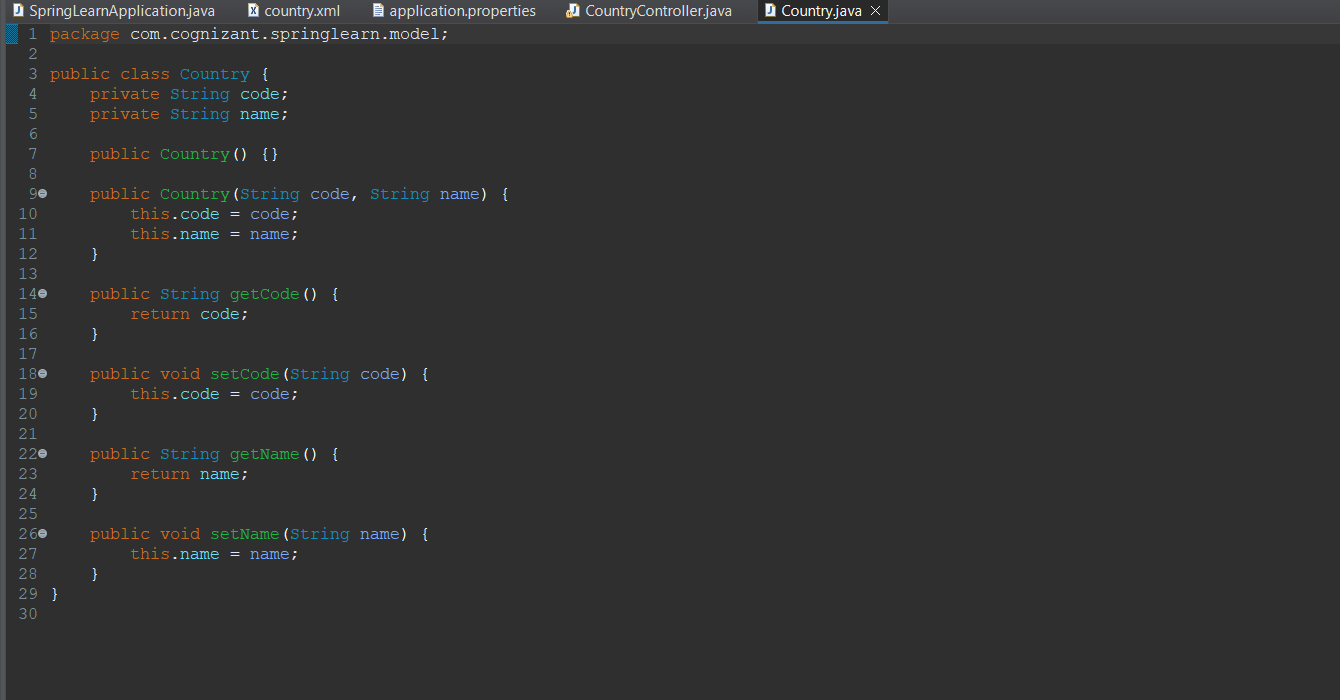 SpringLearnApplication.java country.xml application.properties CountryController.java Country.java
1 package com.cognizant.springlearn.model;
2
3 public class Country {
4     private String code;
5     private String name;
6
7     public Country() {}
8
9     public Country(String code, String name) {
10         this.code = code;
11         this.name = name;
12     }
13
14     public String getCode() {
15         return code;
16     }
17
18     public void setCode(String code) {
19         this.code = code;
20     }
21
22     public String getName() {
23         return name;
24     }
25
26     public void setName(String name) {
27         this.name = name;
28     }
29 }
30